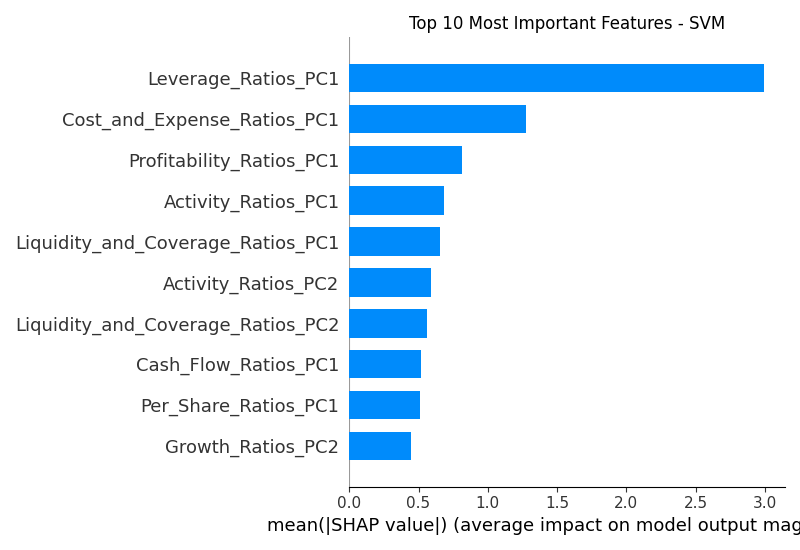 Top 10 Most Important Features - SVM
Leverage_Ratios_PC1
Cost_and_Expense_Ratios_PC1
Profitability_Ratios_PC1
Activity_Ratios_PC1
Liquidity_and_Coverage_Ratios_PC1
Activity_Ratios_PC2
Liquidity_and_Coverage_Ratios_PC2
Cash_Flow_Ratios_PC1
Per_Share_Ratios_PC1
Growth_Ratios_PC2
0.0 0.5 1.0 1.5 2.0 2.5 3.0
mean(|SHAP value|) (average impact on model output mag